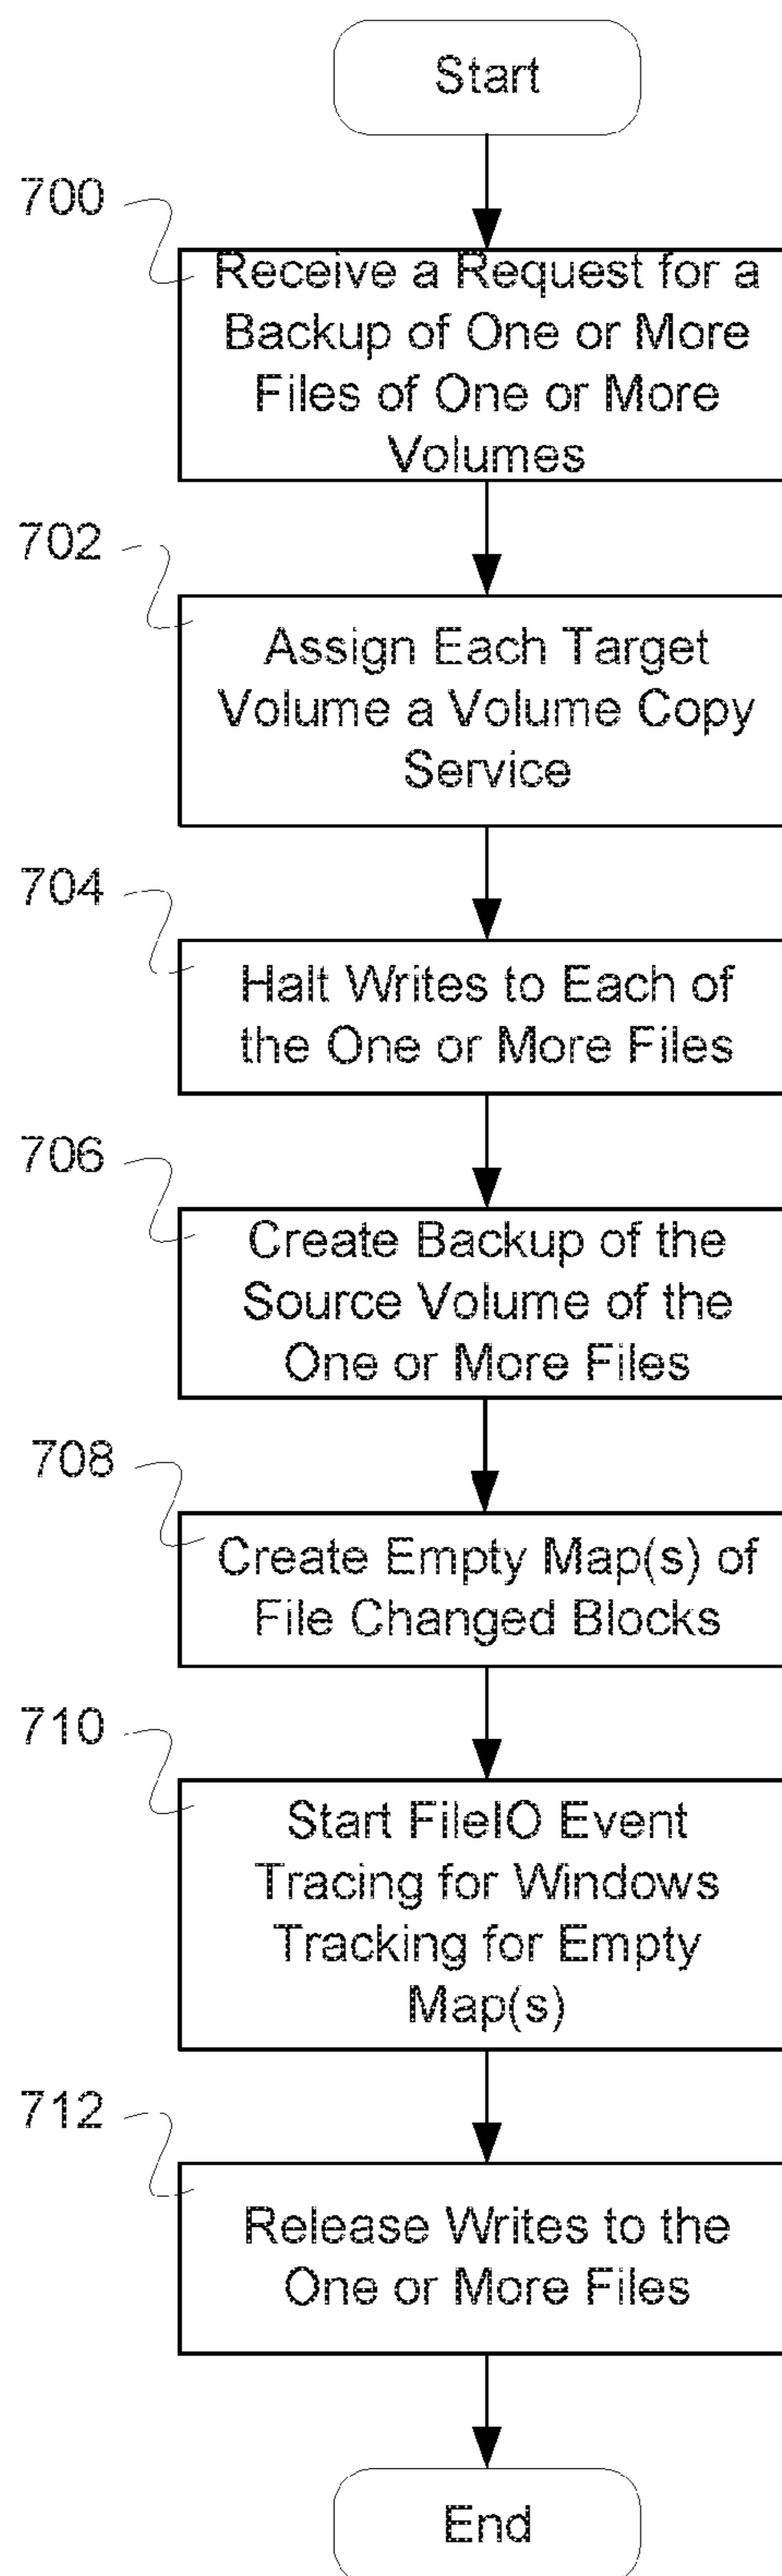 Start
700
Receive a Request for a
Backup of One or More
Files of One or More
Volumes
702
Assign Each Target
Volume a Volume Copy
Service
704
Halt Writes to Each of
the One or More Files
706
Create Backup of the
Source Volume of the
One or More Files
708
Create Empty Map(s) of
File Changed Blocks
710
Start FileIO Event
Tracing for Windows
Tracking for Empty
Map(s)
712
Release Writes to the
One or More Files
End